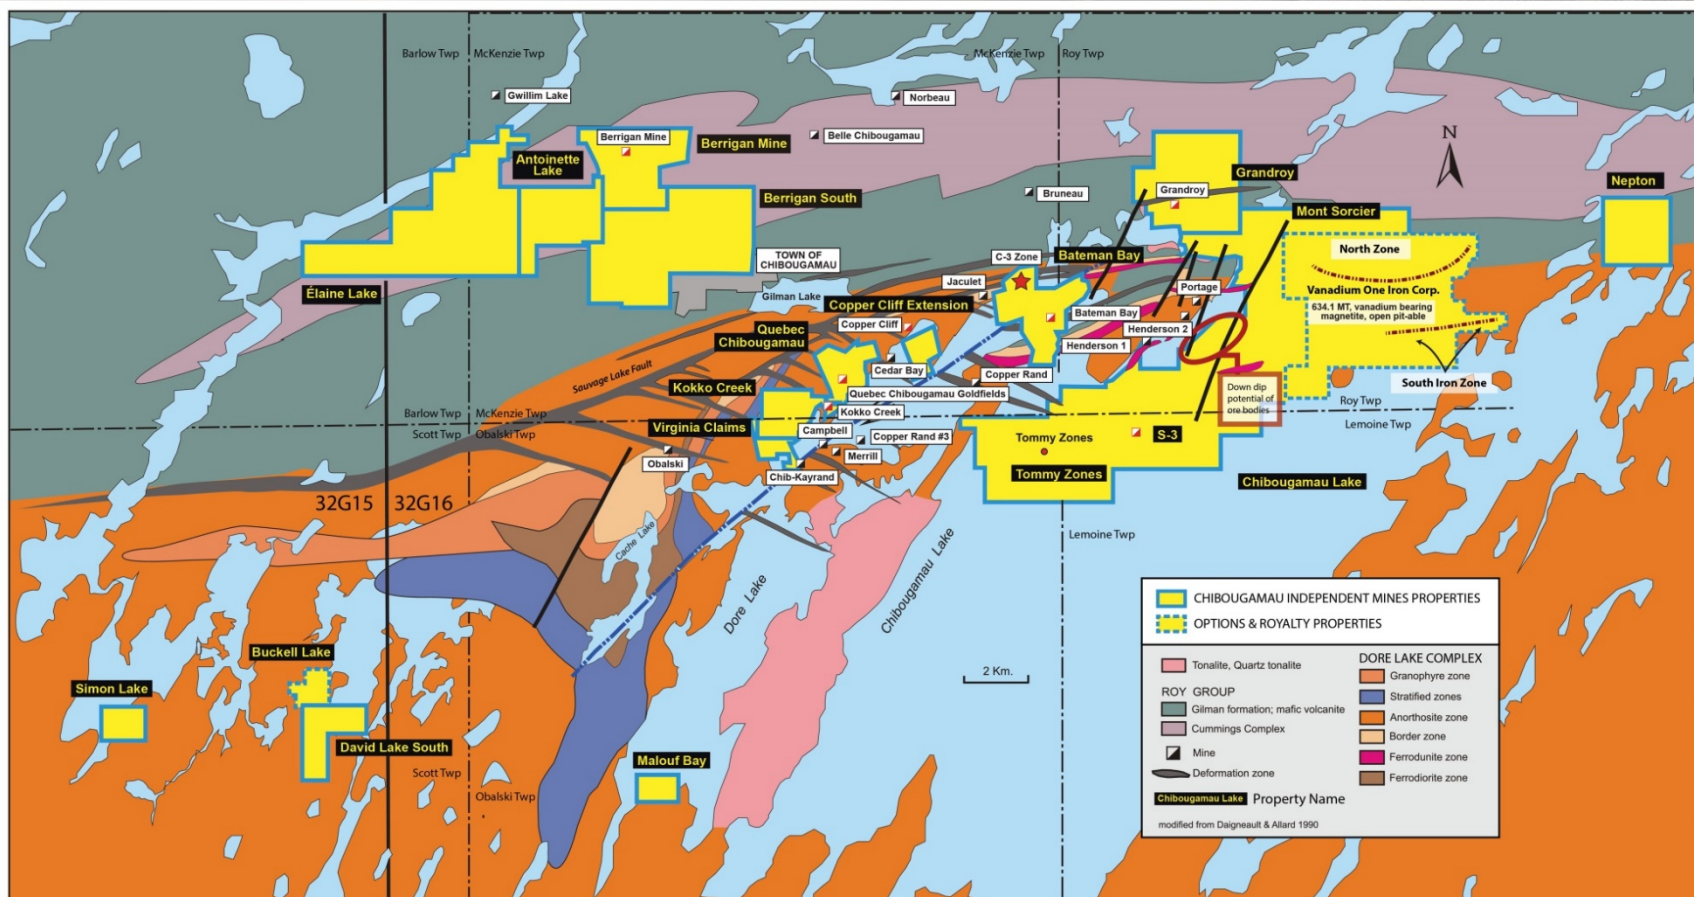 Barlow Twp
McKenzie Twp
McKenzie Twp
Roy Twp
Gwillim Lake
Norbeau
Berrigan Mine
Belle Chibougamau
Berrigan Mine
Antoinette
Lake
N
Bruneau
Grandroy
Grandroy
Nepton
Berrigan South
Mont Sorcier
North Zone
TOWN OF
CHIBOUGAMAU
C-3 Zone
Bateman Bay
Élaine Lake
Gilman Lake
Jaculet
Portage
Vanadium One Iron Corp.
Copper Cliff Extension
634.1 MT, vanadium bearing
magnetite, open pit-able
Bateman Bay
Copper Cliff
Henderson 2
Quebec
Chibougamau
Henderson 1
Sauvage Lake Fault
Cedar Bay
Copper Rand
South Iron Zone
Kokko Creek
Quebec Chibougamau Goldfields
Down dip
potential of
ore bodies
Roy Twp
Barlow Twp
McKenzie Twp
Kokko Creek
Lemoine Twp
Virginia Claims
Campbell
Scott Twp
Obalski Twp
Copper Rand #3
Tommy Zones
S-3
Merrill
Obalski
Chib-Kayrand
Tommy Zones
Chibougamau Lake
32G15
32G16
Cache Lake
Lemoine Twp
Dore Lake
Chibougamau Lake
Buckell Lake
Simon Lake
2 Km.
David Lake South
Malouf Bay
Scott Twp
Obalski Twp
CHIBOUGAMAU INDEPENDENT MINES PROPERTIES
OPTIONS & ROYALTY PROPERTIES
Tonalite, Quartz tonalite
ROY GROUP
Gilman formation; mafic volcanite
Cummings Complex
Mine
Deformation zone
Chibougamau Lake Property Name
modified from Daigneault & Allard 1990
DORE LAKE COMPLEX
Granophyre zone
Stratified zones
Anorthosite zone
Border zone
Ferrodunite zone
Ferrodiorite zone